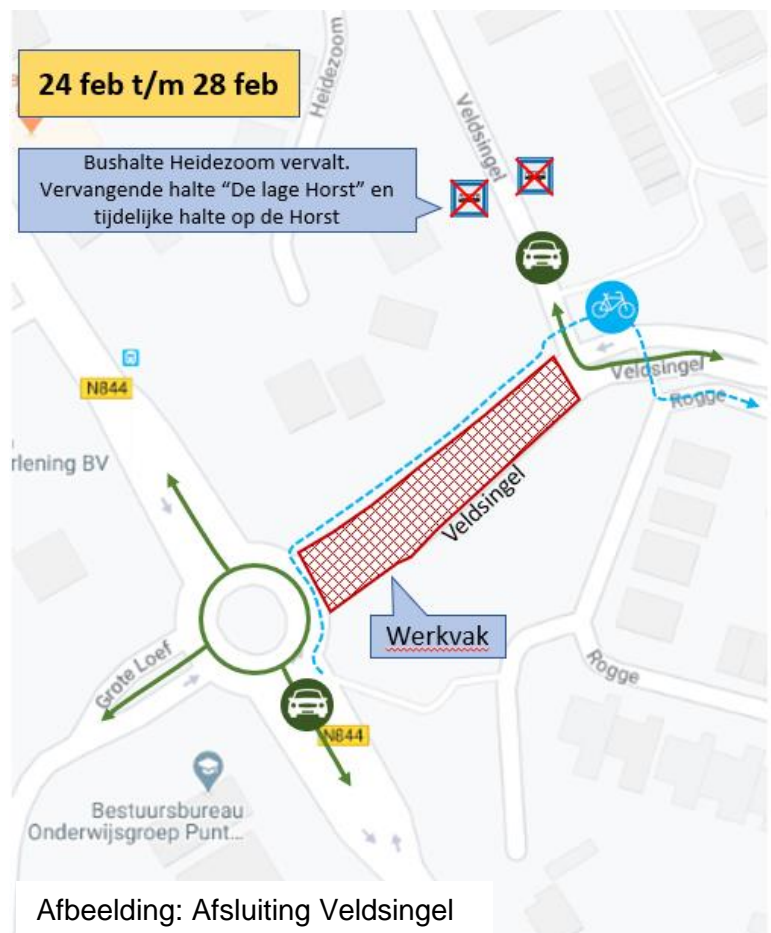 24 feb t/m 28 feb
Heidezoom
Veldsingel
Bushalte Heidezoom vervalt.
Vervangende halte “De lage Horst” en
tijdelijke halte op de Horst
N844
Veldsingel
Rogge
rlening BV
Veldsingel
Werkvak
Grote Loef
Rogge
N844
Bestuursbureau
Onderwijsgroep Punt...
Afbeelding: Afsluiting Veldsingel